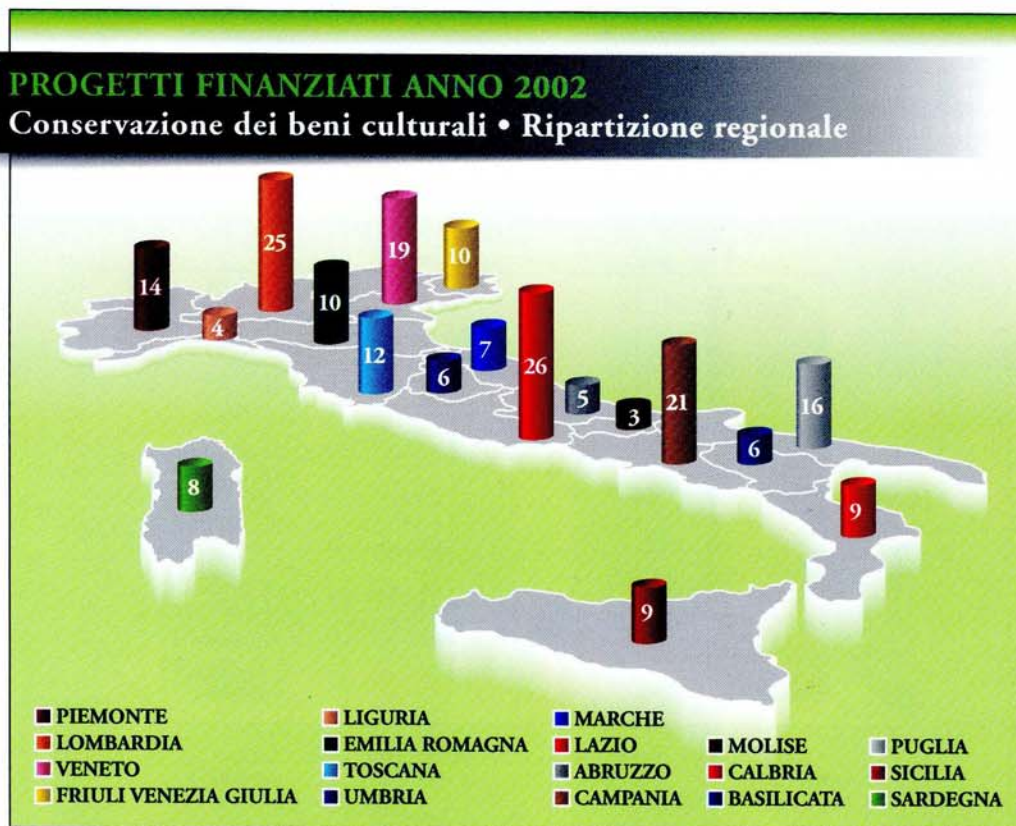 PROGETTI FINANZIATI ANNO 2002
Conservazione dei beni culturali • Ripartizione regionale
25
19
10
14
10
4
26
12
7
6
5
3
21
16
6
8
9
9
PIEMONTE
LOMBARDIA
VENETO
FRIULI VENEZIA GIULIA
LIGURIA
EMILIA ROMAGNA
TOSCANA
UMBRIA
MARCHE
LAZIO
ABRUZZO
CAMPANIA
MOLISE
CALBRIA
BASILICATA
PUGLIA
SICILIA
SARDEGNA